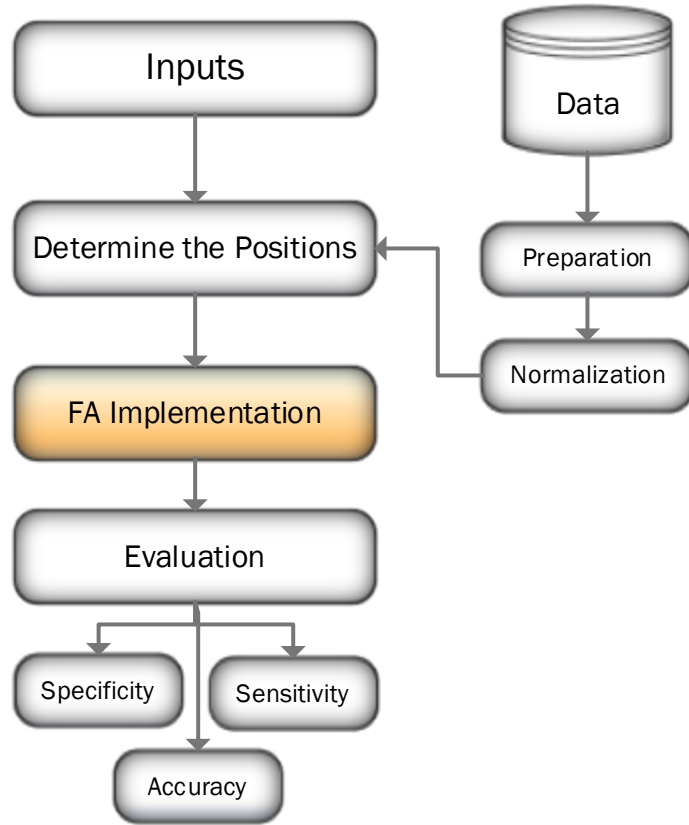 Inputs
Data
Determine the Positions
Preparation
Normalization
FA Implementation
Evaluation
Specificity
Sensitivity
Accuracy